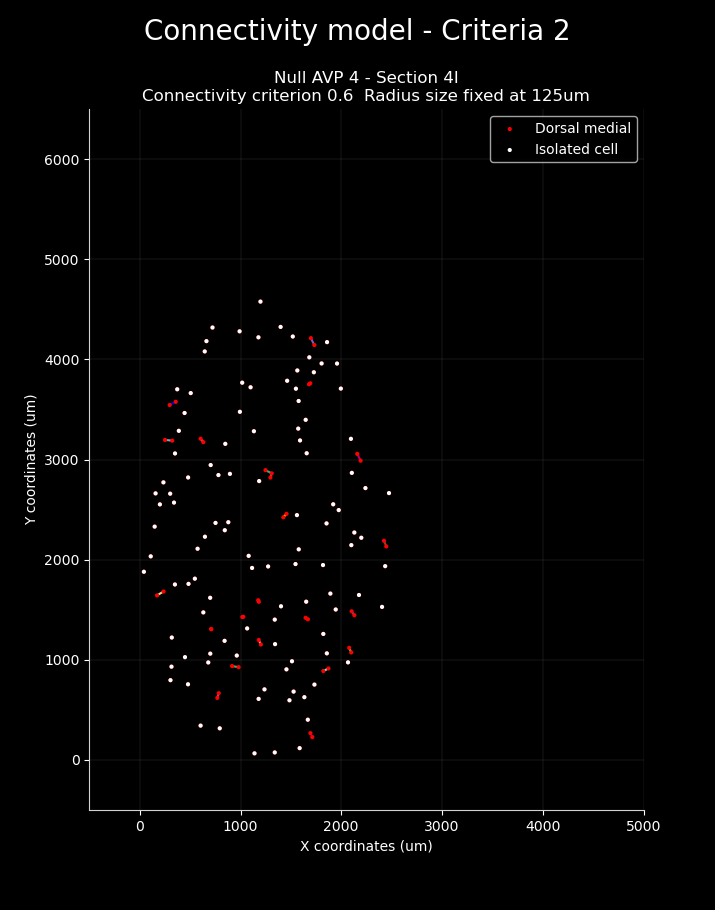 Connectivity model - Criteria 2
Null AVP 4 - Section 4I
Connectivity criterion 0.6  Radius size fixed at 125um
Dorsal medial
Isolated cell
6000
5000
4000
3000
2000
1000
0
Y coordinates (um)
0 1000 2000 3000 4000 5000
X coordinates (um)